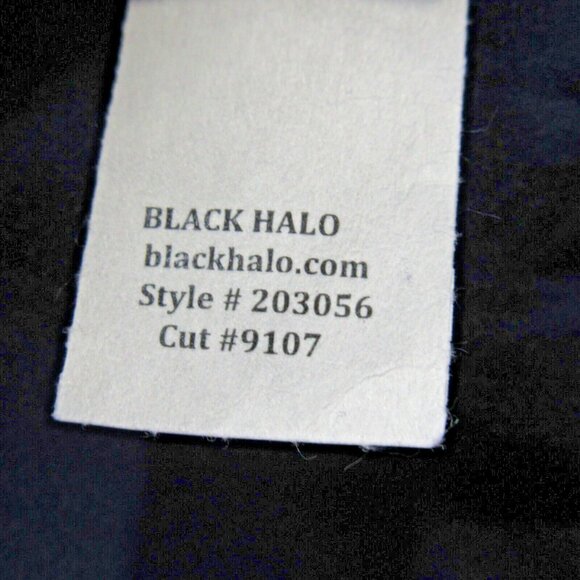 BLACK HALO
blackhalo.com
Style # 203056
Cut #9107